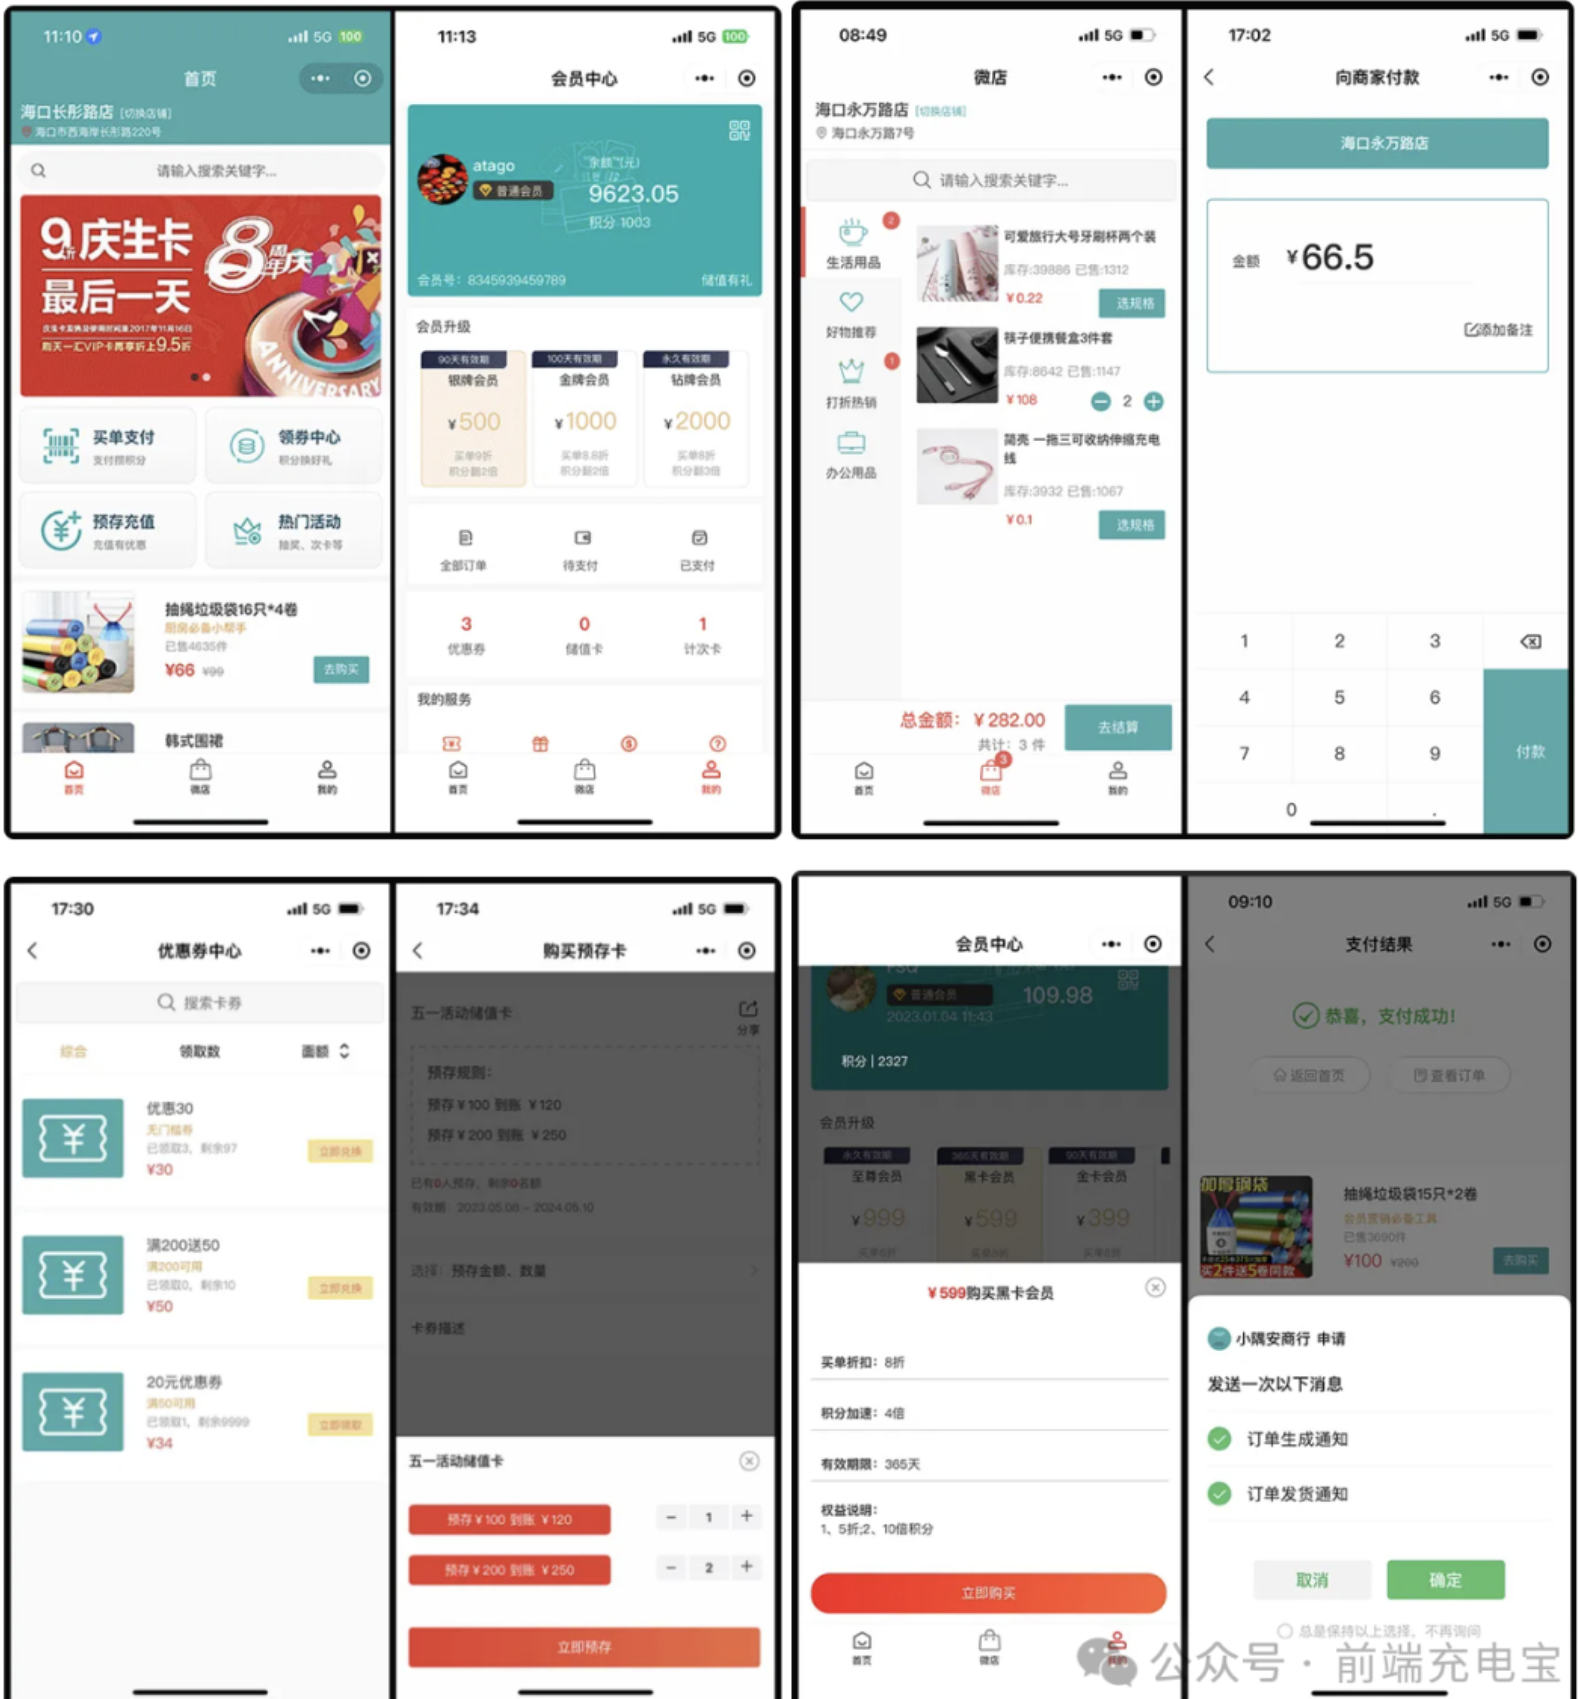 11:10
5G 100
首页
海口长彤路店 [切换店铺]
海口市西海岸长彤路220号
请输入搜索关键字...
9折庆生卡
8周年庆
最后一天
购买一汇VIP卡再享折上9.5折
ANNIVERSARY
买单支付
支付攒积分
领券中心
积分换好礼
预存充值
充值有优惠
热门活动
抽奖、次卡等
抽绳垃圾袋16只*4卷
厨房必备小帮手
已售4635件
¥66 ¥99
去购买
韩式围裙
首页
微店
我的
11:13
5G 100
会员中心
atago
普通会员
余额(元)
9623.05
积分 1003
会员号：8345939459789
储值有礼
会员升级
90天有效期
银牌会员
¥500
买单9折
积分翻2倍
100天有效期
金牌会员
¥1000
买单8.8折
积分翻2倍
永久有效期
钻牌会员
¥2000
买单8折
积分翻3倍
全部订单
待支付
已支付
3
优惠券
0
储值卡
1
计次卡
我的服务
首页
微店
我的
08:49
5G
微店
海口永万路店 [切换店铺]
海口永万路7号
请输入搜索关键字...
2
生活用品
好物推荐
1
打折热销
办公用品
可爱旅行大号牙刷杯两个装
库存:39886 已售:1312
¥0.22
选规格
筷子便携餐盒3件套
库存:8642 已售:1147
¥108
2
简壳 一拖三可收纳伸缩充电
线
库存:3932 已售:1067
¥0.1
选规格
总金额：¥282.00
共计：3 件
去结算
首页
3
微店
我的
17:02
5G
向商家付款
海口永万路店
金额
¥66.5
添加备注
1 2 3
4 5 6
7 8 9
付款
0 .
17:30
5G
优惠券中心
搜索卡券
综合
领取数
面额
优惠30
无门槛券
已领取3，剩余97
¥30
立即兑换
满200送50
满200可用
已领取0，剩余10
¥50
立即兑换
20元优惠券
满50可用
已领取1，剩余9999
¥34
立即领取
17:34
5G
购买预存卡
五一活动储值卡
分享
预存规则：
预存¥100 到账 ¥120
预存¥200 到账 ¥250
已有0人预存，剩余0名额
有效期：2023.05.08 ~ 2024.05.10
选择：预存金额、数量
卡券描述
五一活动储值卡
预存¥100 到账 ¥120
1
预存¥200 到账 ¥250
2
立即预存
会员中心
普通会员
109.98
2023.01.04 11:43
积分 | 2327
会员升级
永久有效期
至尊会员
¥999
365天有效期
黑卡会员
¥599
买单8折
90天有效期
金卡会员
¥399
¥599购买黑卡会员
买单折扣：8折
积分加速：4倍
有效期限：365天
权益说明：
1、5折;2、10倍积分
立即购买
首页
微店
我的
09:10
5G
支付结果
恭喜，支付成功!
返回首页
查看订单
抽绳垃圾袋15只*2卷
会员营销必备工具
已售3690件
¥100 ¥200
去购买
买2件送5卷同款
小隅安商行 申请
发送一次以下消息
订单生成通知
订单发货通知
取消
确定
总是保持以上选择，不再询问
公众号 · 前端充电宝